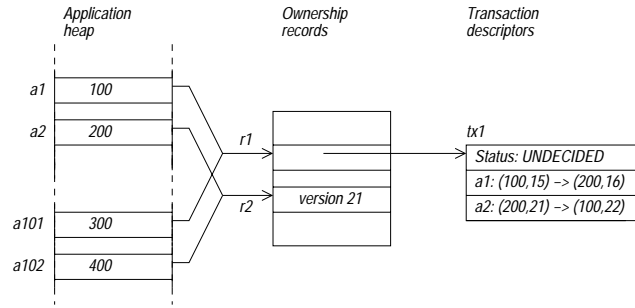 Application heap
Ownership records
Transaction descriptors
a1 100
a2 200
a101 300
a102 400
r1
r2 version 21
tx1
Status: UNDECIDED
a1: (100,15) −> (200,16)
a2: (200,21) −> (100,22)